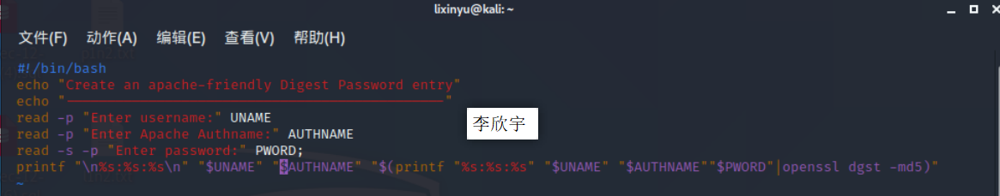 lixinyu@kali: ~
文件(F) 动作(A) 编辑(E) 查看(V) 帮助(H)
#!/bin/bash
echo "Create an apache-friendly Digest Password entry"
echo "--------------------------------------------"
read -p "Enter username:" UNAME
李欣宇
read -p "Enter Apache Authname:" AUTHNAME
read -s -p "Enter password:" PWORD;
printf "\n%s:%s:%s\n" "$UNAME" "$AUTHNAME" "$(printf "%s:%s:%s" "$UNAME" "$AUTHNAME""$PWORD"|openssl dgst -md5)"
~